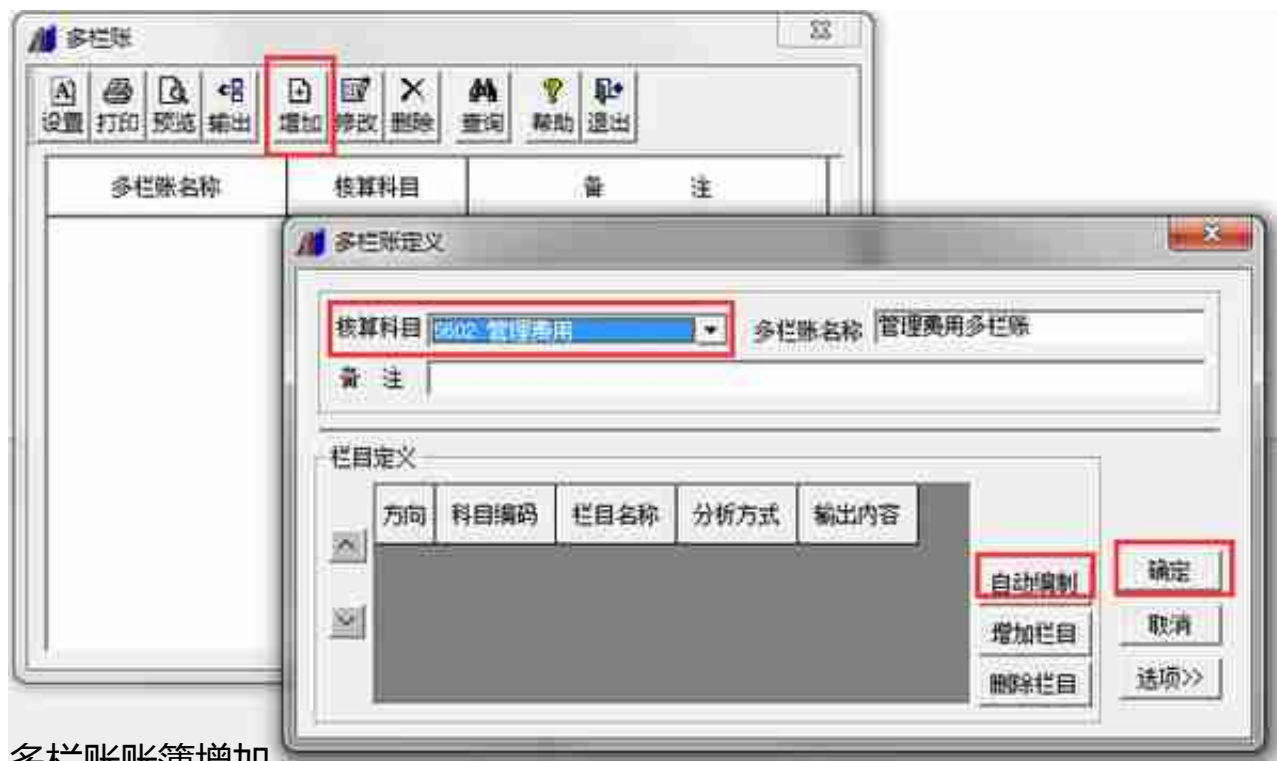 多栏账
设置 打印 预览 输出 增加 修改 删除 查询 帮助 退出
多栏账名称 核算科目 备 注
多栏账定义
核算科目 5602 管理费用 多栏账名称 管理费用多栏账
备 注
栏目定义
方向 科目编码 栏目名称 分析方式 输出内容
自动编制 确定
增加栏目 取消
删除栏目 选项>>
多栏账账簿增加